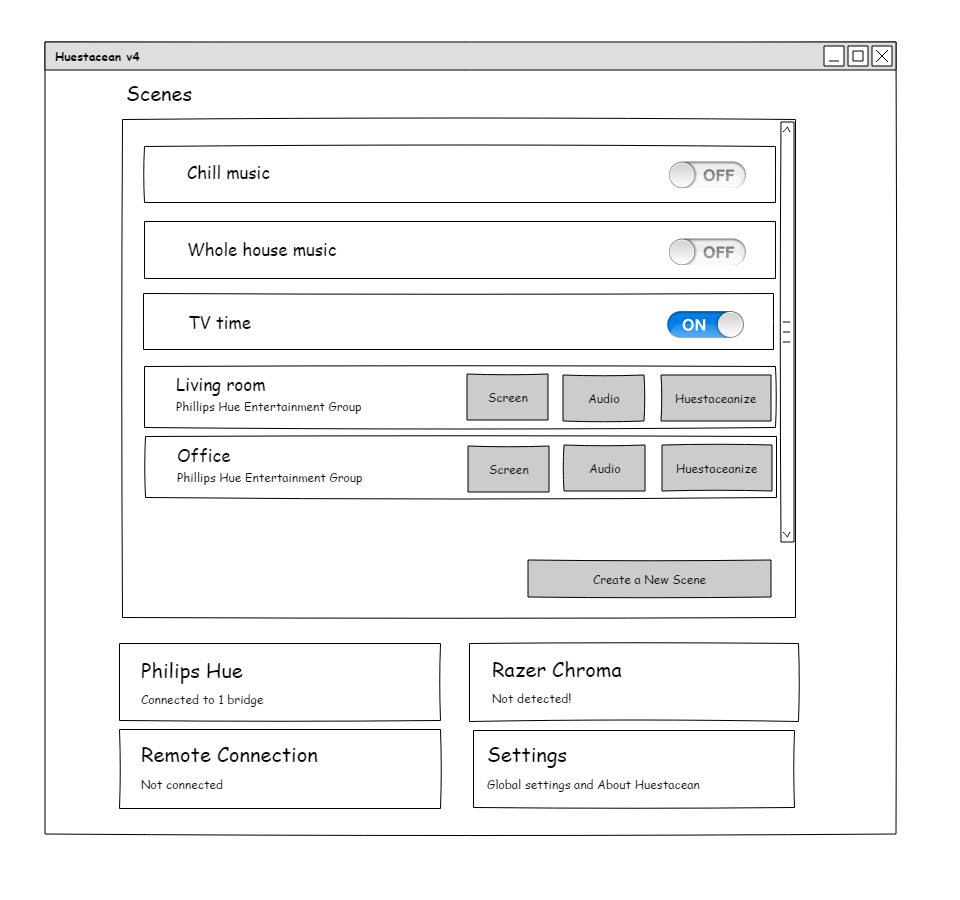 Huestacean v4
Scenes
Chill music
OFF
Whole house music
OFF
TV time
ON
Living room
Phillips Hue Entertainment Group
Screen
Audio
Huestaceanize
Office
Phillips Hue Entertainment Group
Screen
Audio
Huestaceanize
Create a New Scene
Philips Hue
Connected to 1 bridge
Razer Chroma
Not detected!
Remote Connection
Not connected
Settings
Global settings and About Huestacean